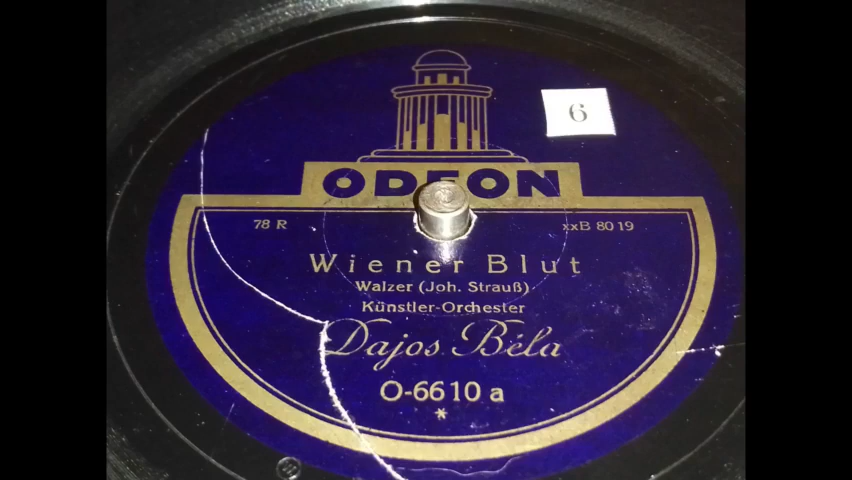 6
ODEON
78 R
xxB 8019
Wiener Blut
Walzer (Joh. Strauß)
Künstler-Orchester
Dajos Béla
O-6610 a
*